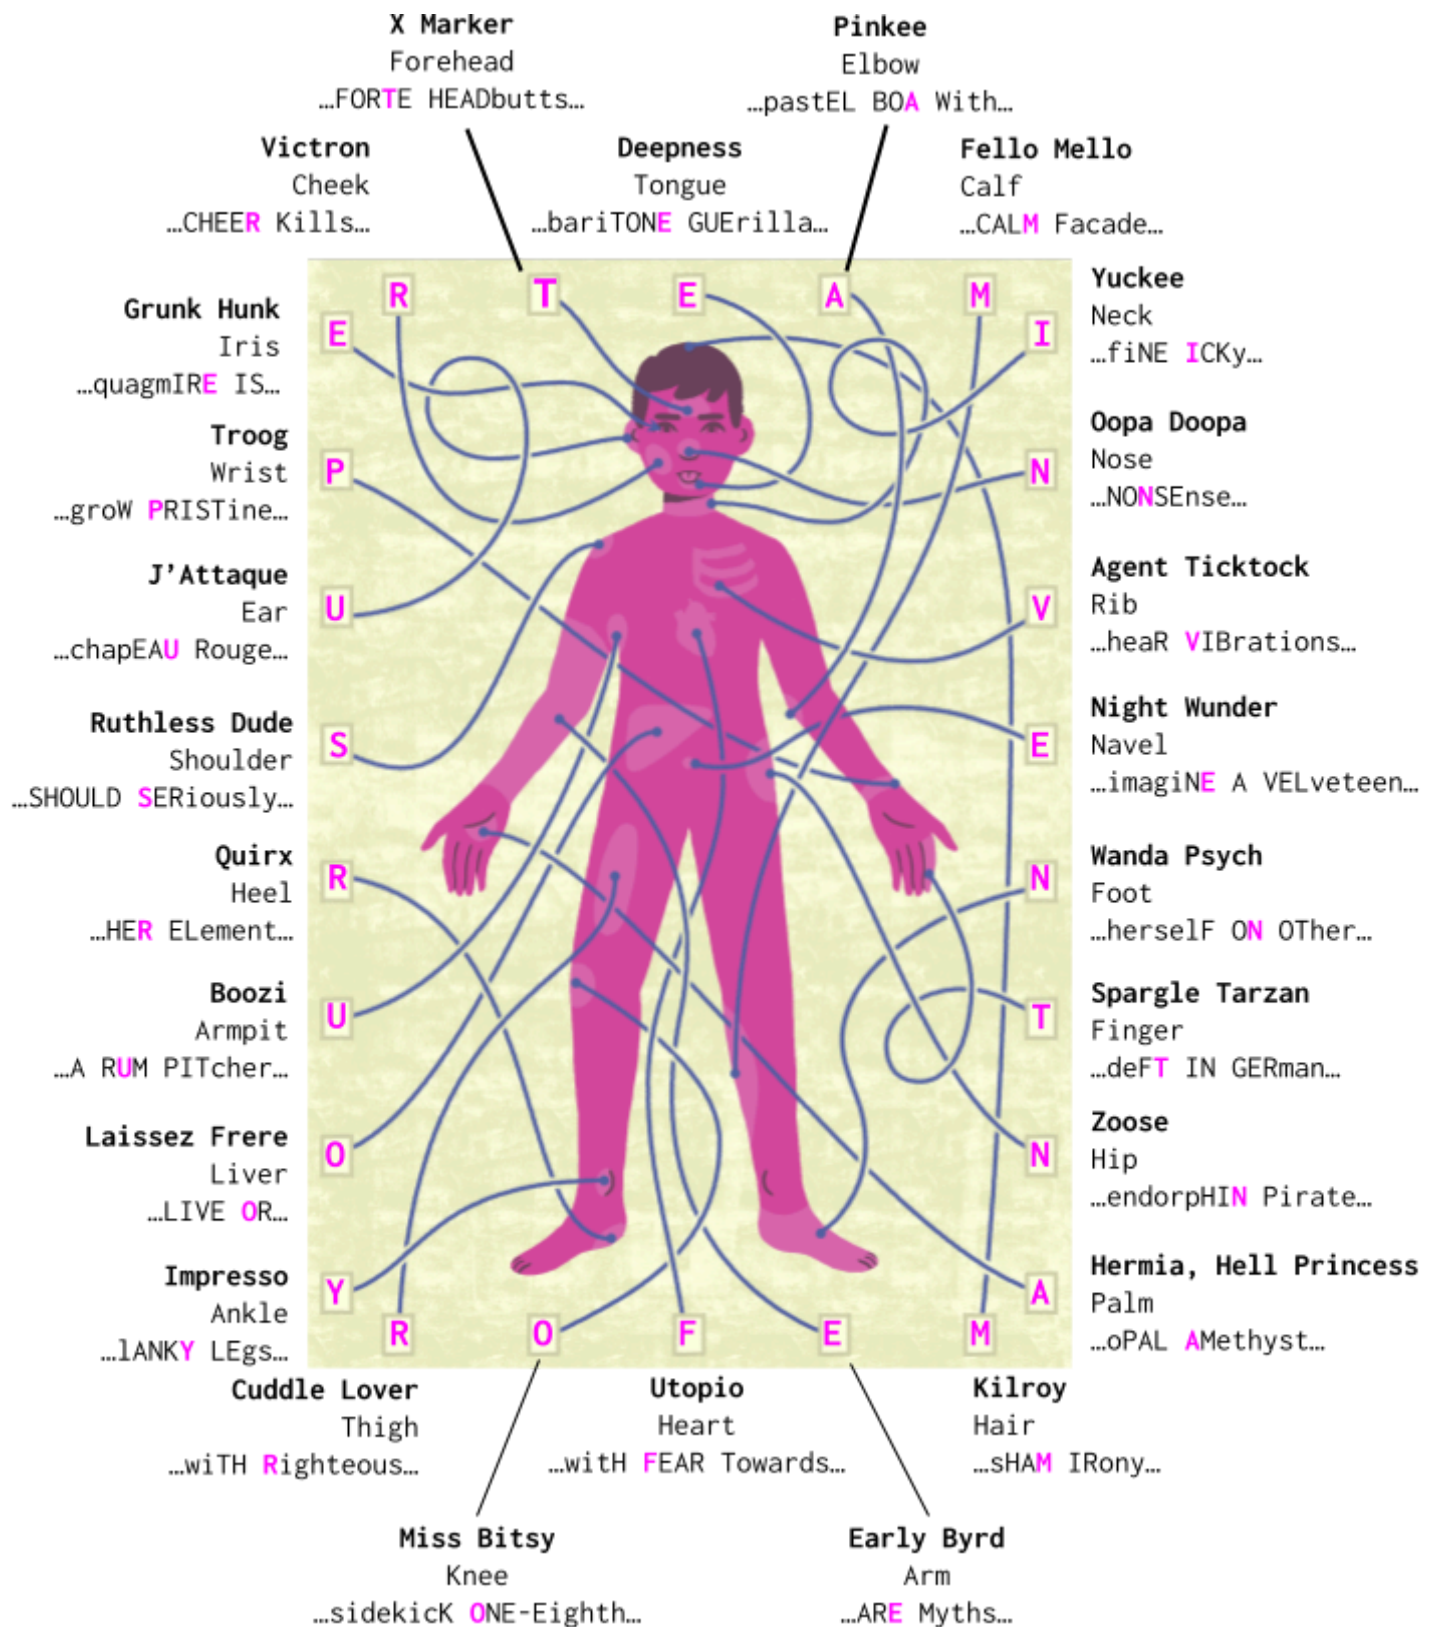 X Marker
Forehead
…FORTE HEADbutts…
Pinkee
Elbow
…pastEL BOA With…
Victron
Cheek
…CHEER Kills…
Deepness
Tongue
…bariTONE GUErilla…
Fello Mello
Calf
…CALM Facade…
R
T
E
A
M
Grunk Hunk
Iris
…quagmIRE IS…
E
I
Yuckee
Neck
…fiNE ICKy…
Troog
Wrist
…groW PRISTine…
P
N
Oopa Doopa
Nose
…NONSEnse…
J’Attaque
Ear
…chapEAU Rouge…
U
V
Agent Ticktock
Rib
…heaR VIBrations…
Ruthless Dude
Shoulder
…SHOULD SERiously…
S
E
Night Wunder
Navel
…imagiNE A VELveteen…
Quirx
Heel
…HER ELement…
R
N
Wanda Psych
Foot
…herselF ON OTher…
Boozi
Armpit
…A RUM PITcher…
U
T
Spargle Tarzan
Finger
…deFT IN GERman…
Laissez Frere
Liver
…LIVE OR…
O
N
Zoose
Hip
…endorpHIN Pirate…
Impresso
Ankle
…lANKY LEgs…
Y
A
Hermia, Hell Princess
Palm
…oPAL AMethyst…
R
O
F
E
M
Cuddle Lover
Thigh
…wiTH Righteous…
Utopio
Heart
…witH FEAR Towards…
Kilroy
Hair
…sHAM IRony…
Miss Bitsy
Knee
…sidekicK ONE-Eighth…
Early Byrd
Arm
…ARE Myths…